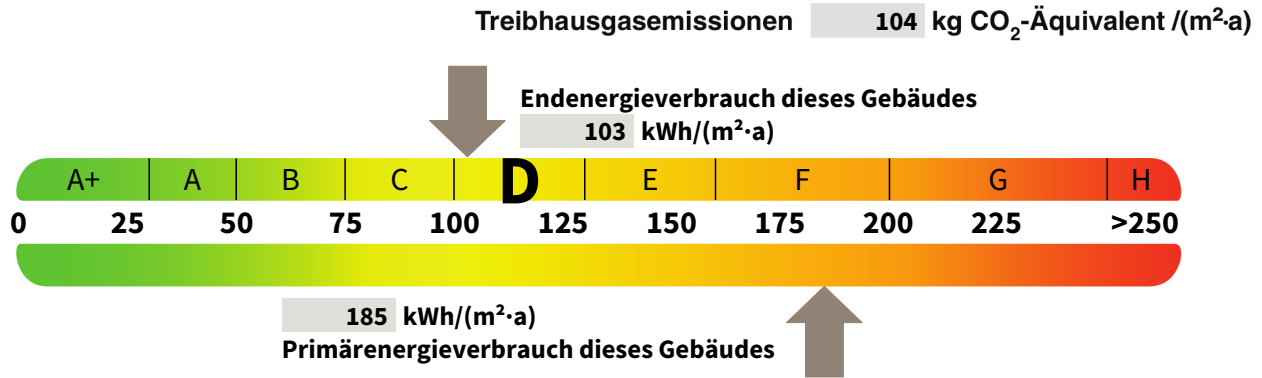 Treibhausgasemissionen 104 kg CO₂-Äquivalent /(m²·a)
Endenergieverbrauch dieses Gebäudes
103 kWh/(m²·a)
A+ A B C D E F G H
0 25 50 75 100 125 150 175 200 225 >250
185 kWh/(m²·a)
Primärenergieverbrauch dieses Gebäudes